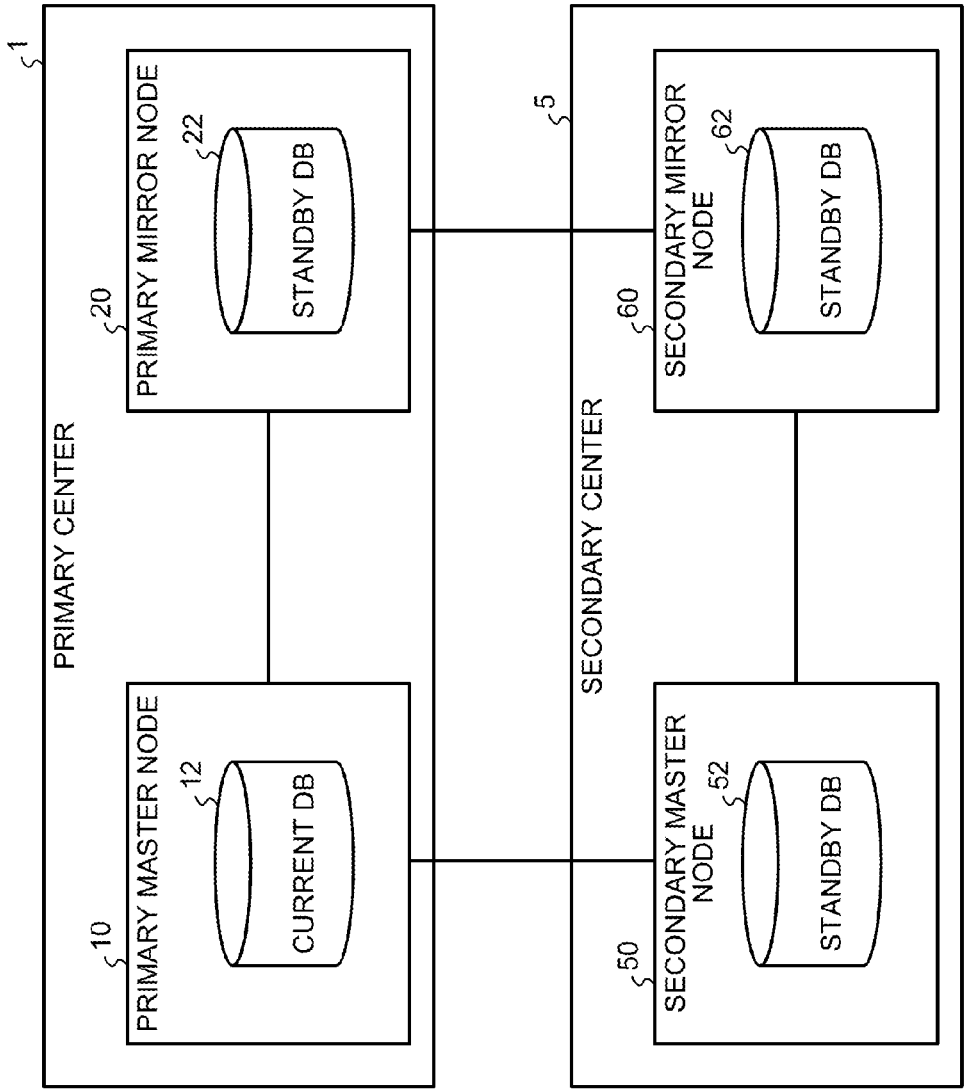 1
PRIMARY CENTER
10
PRIMARY MASTER NODE
12
CURRENT DB
20
PRIMARY MIRROR NODE
22
STANDBY DB
5
SECONDARY CENTER
50
SECONDARY MASTER
NODE
52
STANDBY DB
60
SECONDARY MIRROR
NODE
62
STANDBY DB